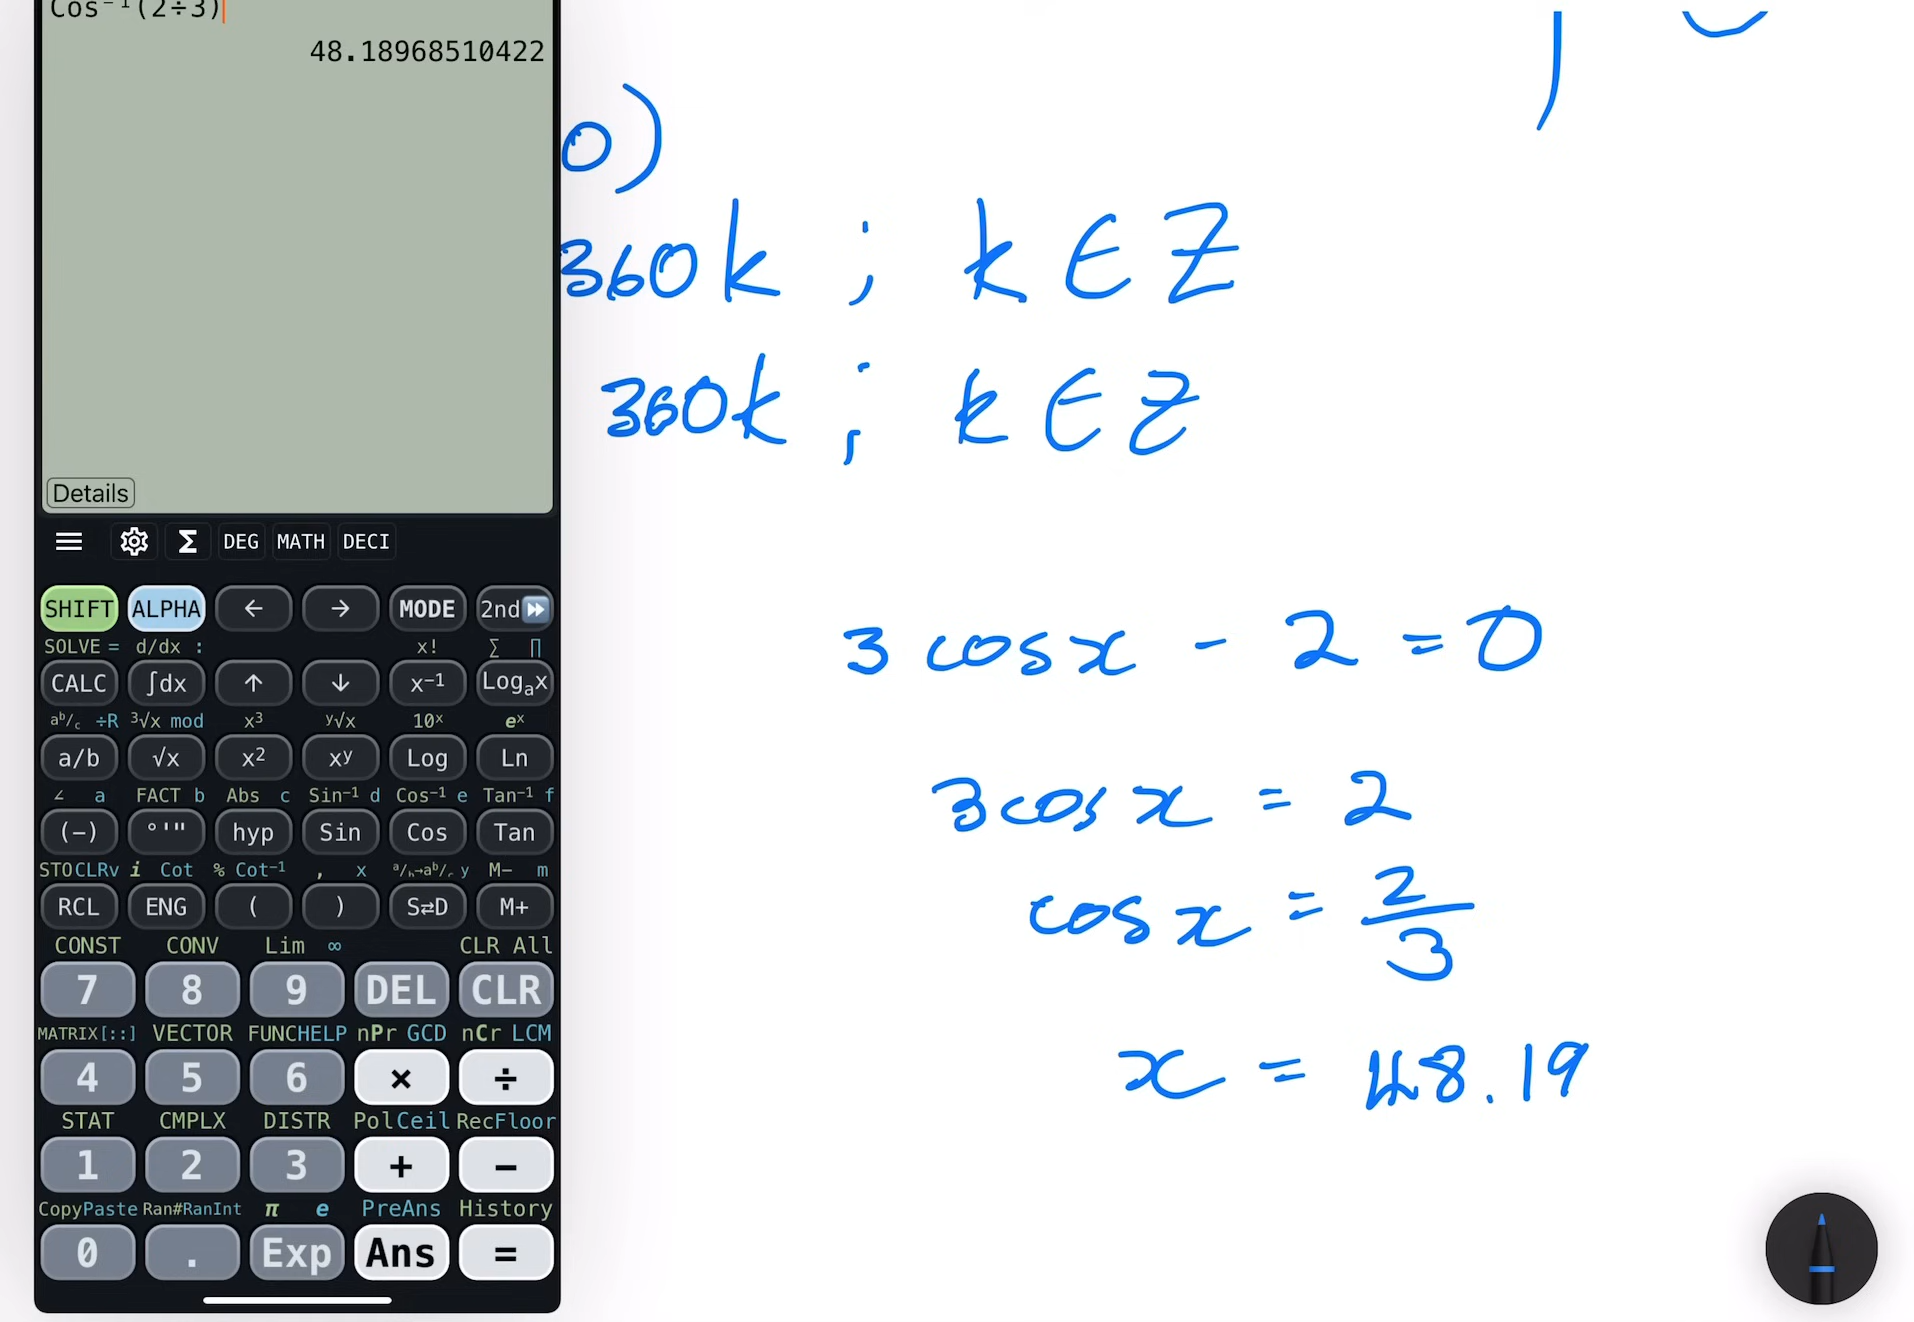 Cos⁻¹(2÷3)
48.18968510422
0)
360k ; k ∈ Z
360k ; k ∈ Z
3 cos x - 2 = 0
3 cos x = 2
cos x = 2/3
x = 48.19
Details
DEG MATH DECI
SHIFT ALPHA ← → MODE 2nd
SOLVE = d/dx : x! ∑ ∏
CALC ∫dx ↑ ↓ x⁻¹ Logₐx
aᵇ/c ÷R ³√x mod x³ ʸ√x 10ˣ eˣ
a/b √x x² xʸ Log Ln
∠ a FACT b Abs c Sin⁻¹ d Cos⁻¹ e Tan⁻¹ f
(−) °'" hyp Sin Cos Tan
STO CLRv i Cot % Cot⁻¹ , x y M− m
RCL ENG ( ) S⇄D M+
CONST CONV Lim ∞ CLR All
7 8 9 DEL CLR
MATRIX[::] VECTOR FUNC HELP nPr GCD nCr LCM
4 5 6 × ÷
STAT CMPLX DISTR Pol Ceil Rec Floor
1 2 3 + −
Copy Paste Ran# RanInt π e PreAns History
0 . Exp Ans =